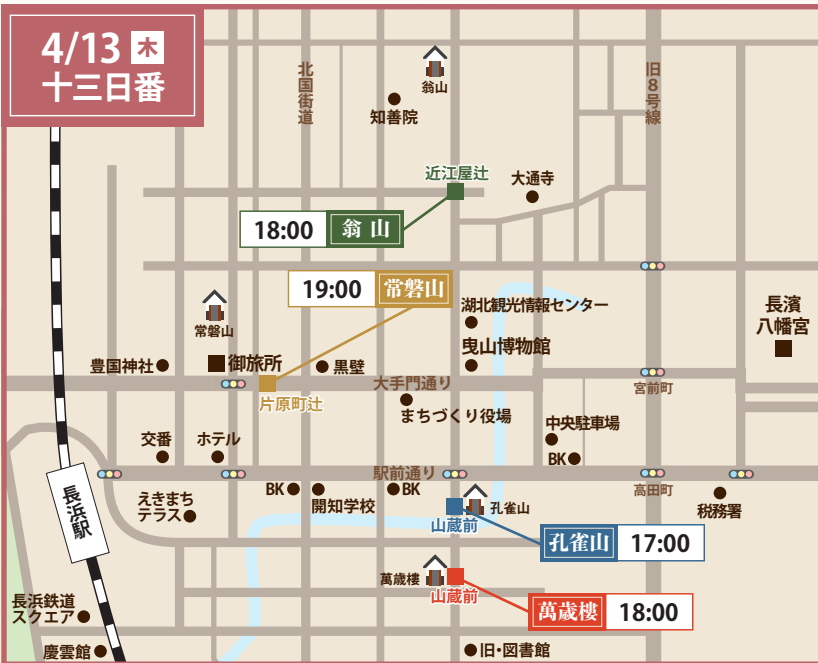 4/13 木
十三日番
北国街道
旧8号線
翁山
知善院
近江屋辻
大通寺
18:00 翁山
19:00 常磐山
常磐山
湖北観光情報センター
長濱
八幡宮
曳山博物館
豊国神社
御旅所
黒壁
大手門通り
宮前町
片原町辻
まちづくり役場
中央駐車場
交番
ホテル
BK
駅前通り
高田町
長浜駅
えきまち
テラス
BK
開知学校
BK
孔雀山
税務署
山蔵前
孔雀山 17:00
萬歳樓
山蔵前
萬歳樓 18:00
長浜鉄道
スクエア
慶雲館
旧・図書館